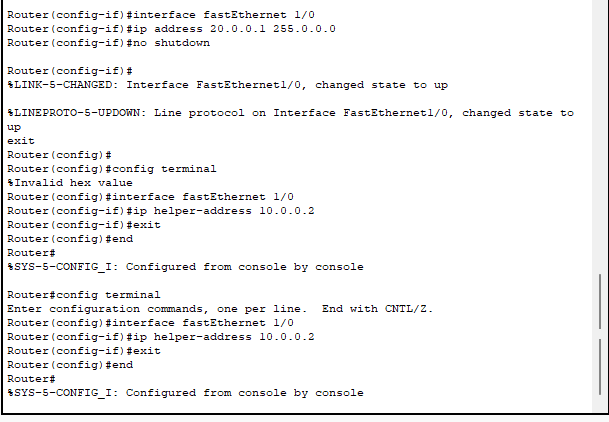 Router(config-if)#interface fastEthernet 1/0
Router(config-if)#ip address 20.0.0.1 255.0.0.0
Router(config-if)#no shutdown
Router(config-if)#
%LINK-5-CHANGED: Interface FastEthernet1/0, changed state to up
%LINEPROTO-5-UPDOWN: Line protocol on Interface FastEthernet1/0, changed state to
up
exit
Router(config)#
Router(config)#config terminal
%Invalid hex value
Router(config)#interface fastEthernet 1/0
Router(config-if)#ip helper-address 10.0.0.2
Router(config-if)#exit
Router(config)#end
Router#
%SYS-5-CONFIG_I: Configured from console by console
Router#config terminal
Enter configuration commands, one per line.  End with CNTL/Z.
Router(config)#interface fastEthernet 1/0
Router(config-if)#ip helper-address 10.0.0.2
Router(config-if)#exit
Router(config)#end
Router#
%SYS-5-CONFIG_I: Configured from console by console